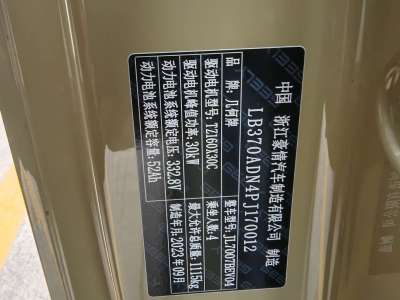 中国 浙江豪情汽车制造有限公司 制造
LB370ADN4PJ170012
品 牌: 几何牌 整车型号: JL7001BEV04
驱动电机型号: TZ160Q30C 乘坐人数: 4
驱动电机峰值功率: 30kW 最大允许总质量: 1115kg
动力电池系统额定电压: 332.8V 制造年月: 2023年09月
动力电池系统额定容量: 52Ah